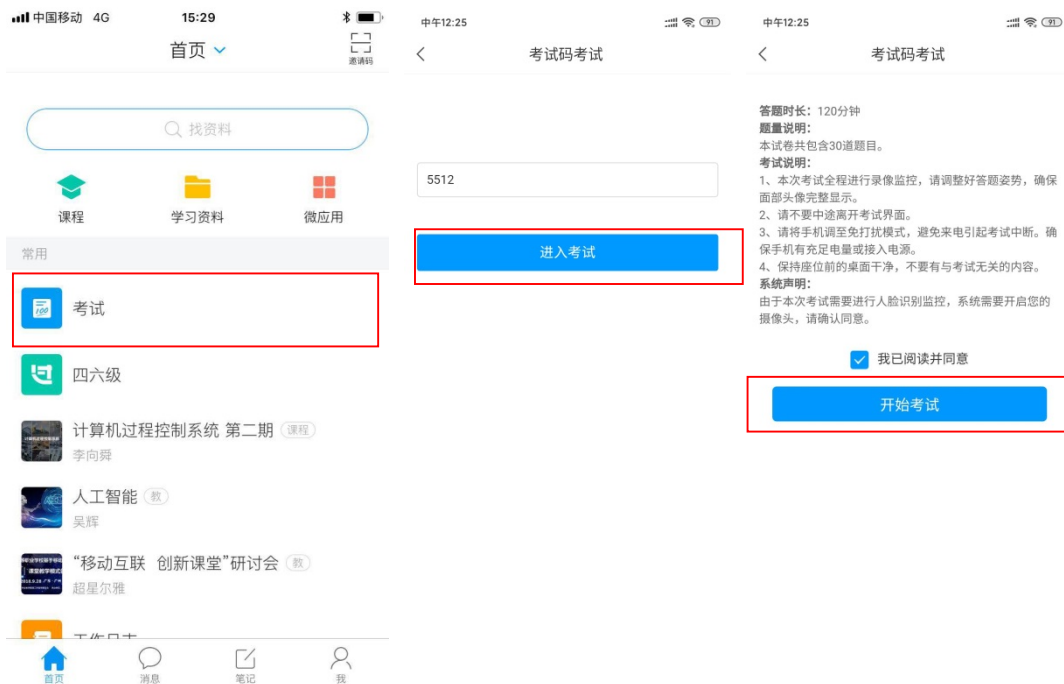 中国移动 4G
15:29
首页
邀请码
找资料
课程
学习资料
微应用
常用
考试
四六级
计算机过程控制系统 第二期 课程
李向舜
人工智能 教
吴辉
“移动互联 创新课堂”研讨会 教
超星尔雅
首页
消息
笔记
我
中午12:25
91
考试码考试
5512
进入考试
中午12:25
91
考试码考试
答题时长：120分钟
题量说明：
本试卷共包含30道题目。
考试说明：
1、本次考试全程进行录像监控，请调整好答题姿势，确保
面部头像完整显示。
2、请不要中途离开考试界面。
3、请将手机调至免打扰模式，避免来电引起考试中断。确
保手机有充足电量或接入电源。
4、保持座位前的桌面干净，不要有与考试无关的内容。
系统声明：
由于本次考试需要进行人脸识别监控，系统需要开启您的
摄像头，请确认同意。
我已阅读并同意
开始考试